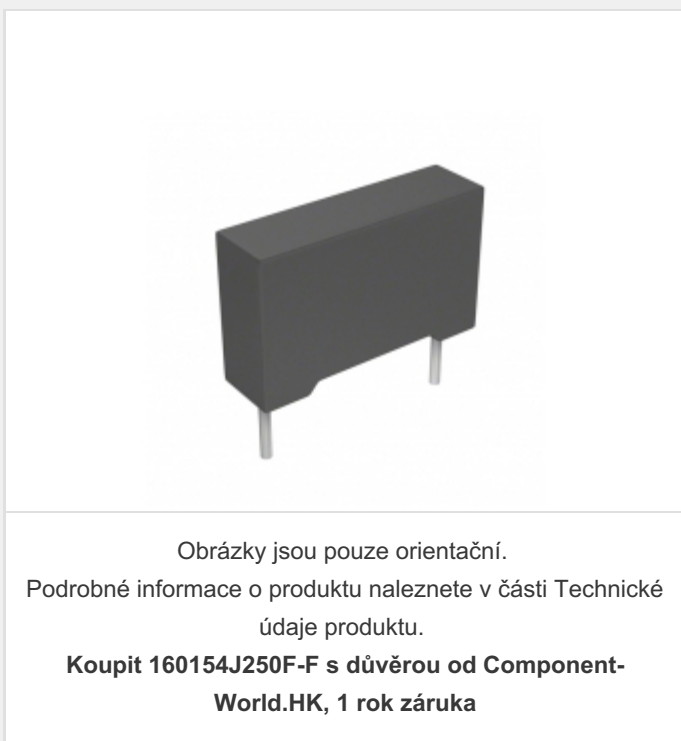 Obrázky jsou pouze orientační.
Podrobné informace o produktu naleznete v části Technické
údaje produktu.
Koupit 160154J250F-F s důvěrou od Component-
World.HK, 1 rok záruka